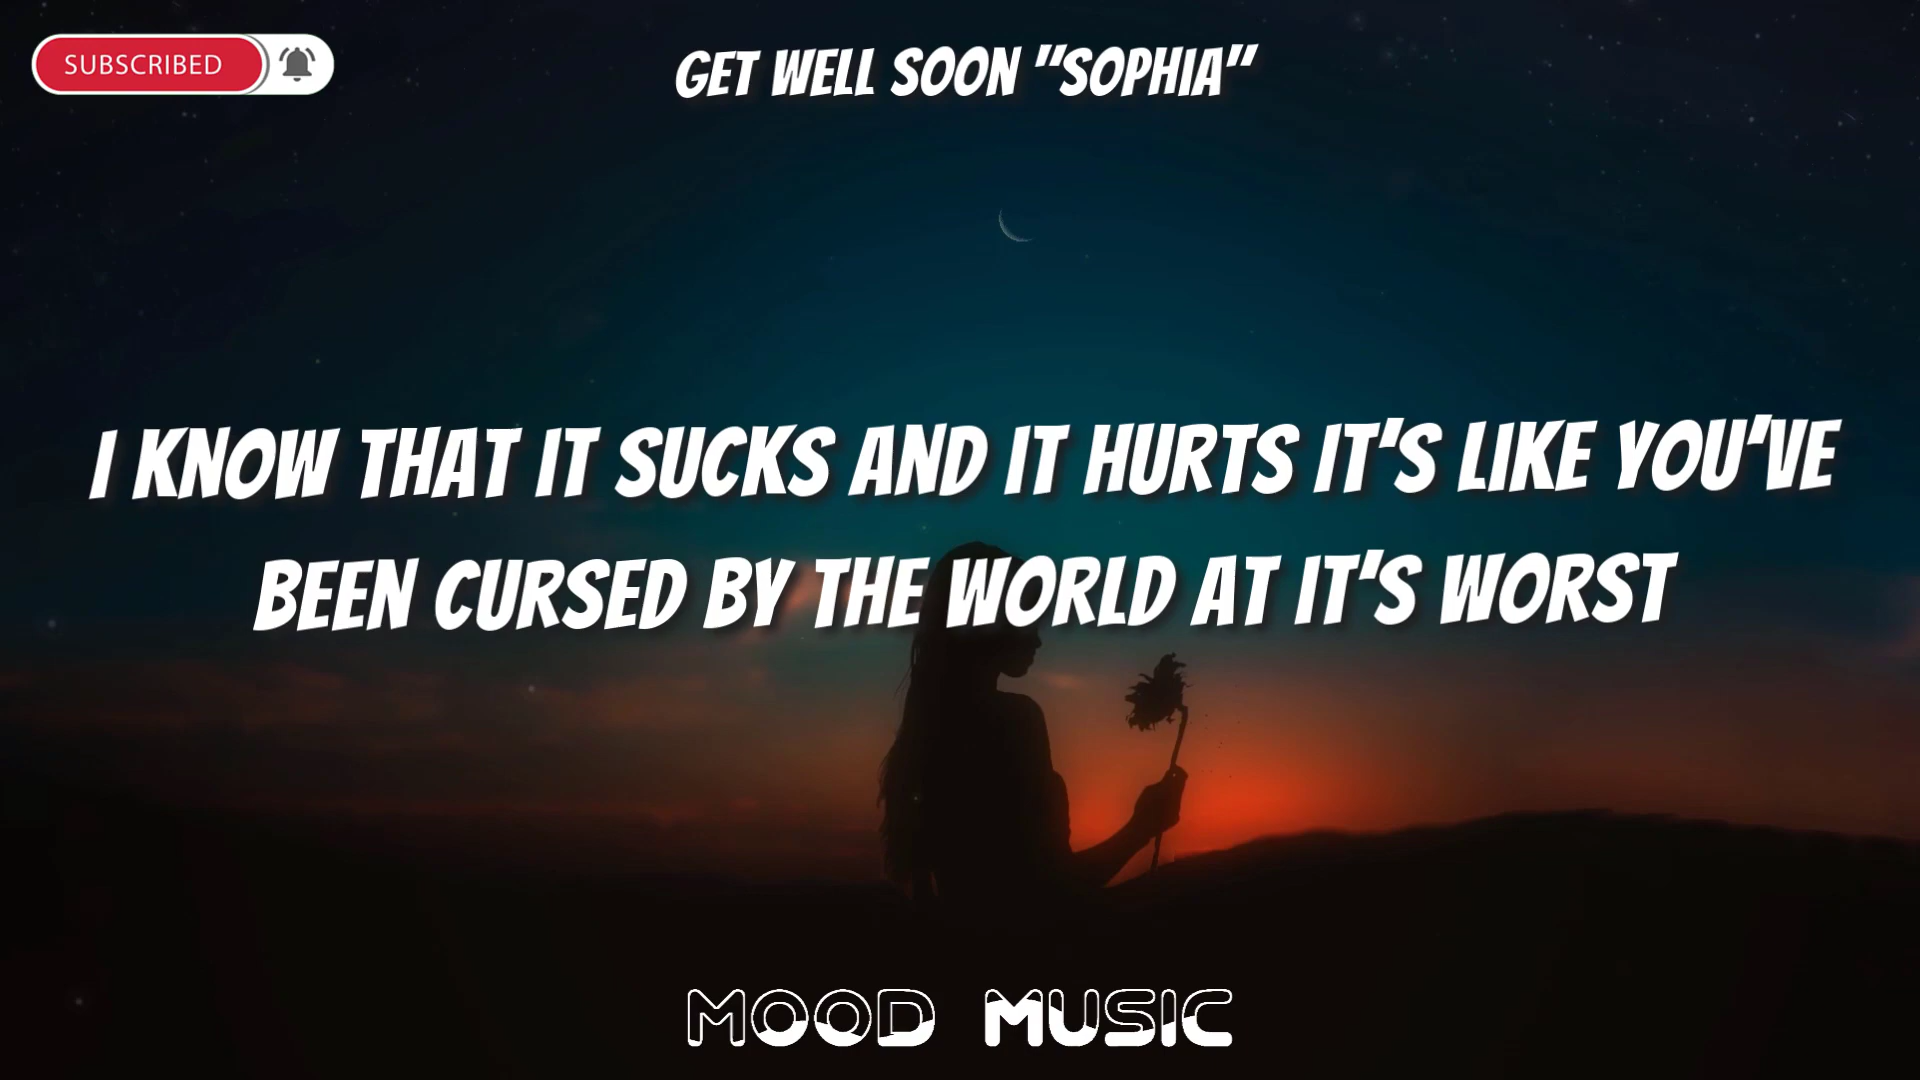 SUBSCRIBED
GET WELL SOON "SOPHIA"
I KNOW THAT IT SUCKS AND IT HURTS IT'S LIKE YOU'VE
BEEN CURSED BY THE WORLD AT IT'S WORST
MOOD MUSIC